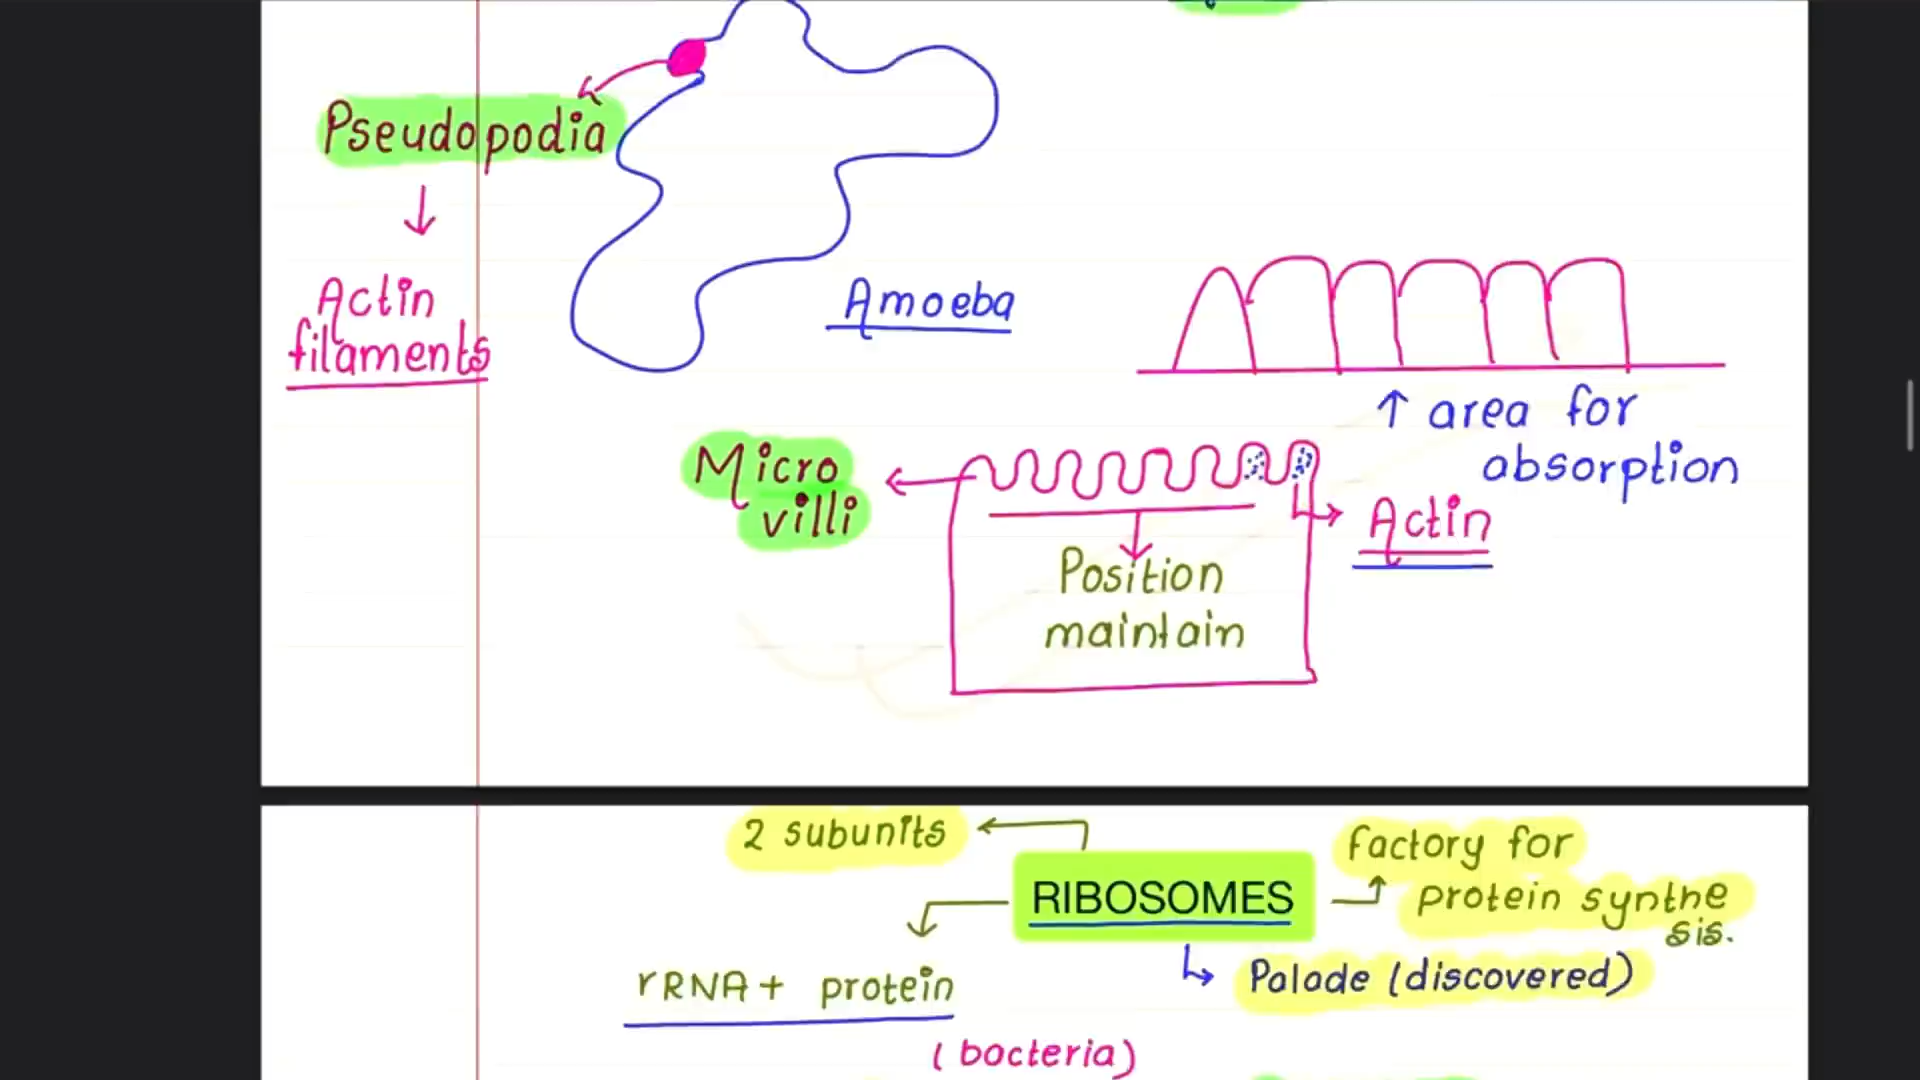 Pseudopodia
↓
Actin
filaments
Amoeba
↑ area for
absorption
Micro
villi
Actin
Position
maintain
2 subunits
factory for
protein synthe
sis.
RIBOSOMES
rRNA + protein
Palade (discovered)
(bacteria)